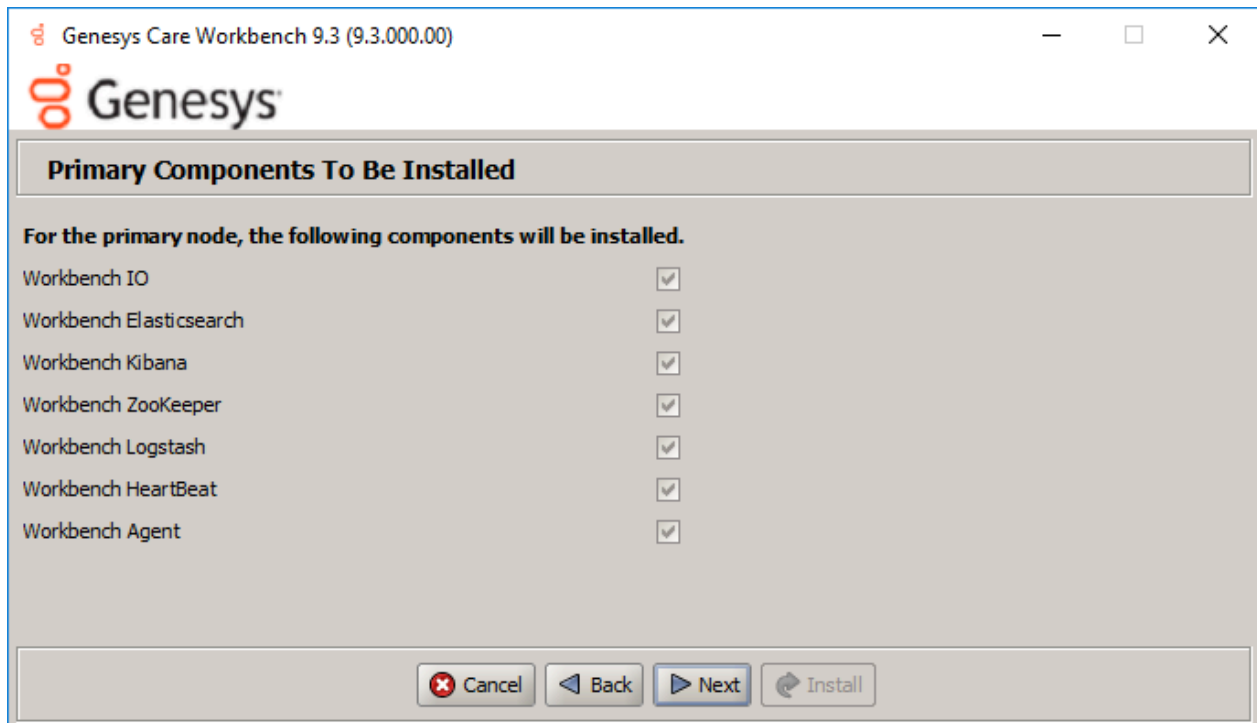 Genesys Care Workbench 9.3 (9.3.000.00)
Genesys
Primary Components To Be Installed
For the primary node, the following components will be installed.
Workbench IO
Workbench Elasticsearch
Workbench Kibana
Workbench ZooKeeper
Workbench Logstash
Workbench HeartBeat
Workbench Agent
Cancel Back Next Install